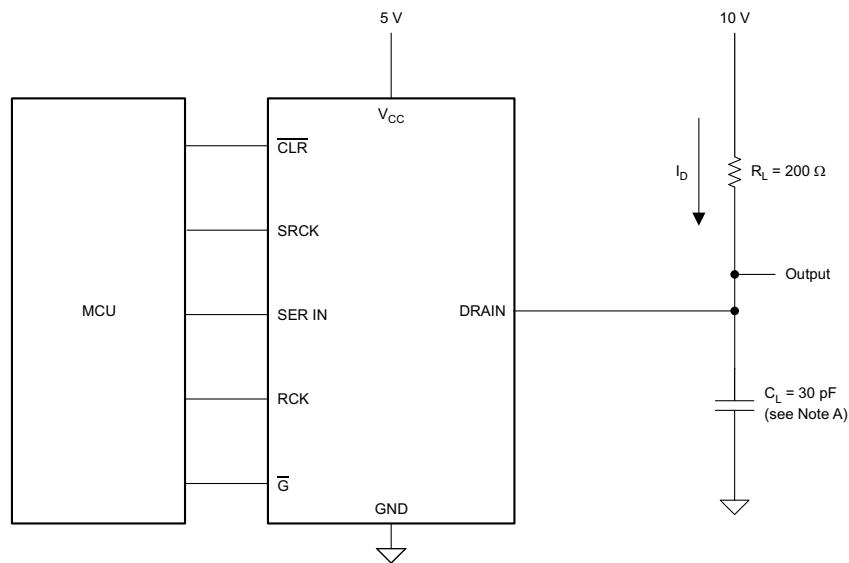 5 V
10 V
V_CC
C̅L̅R̅
I_D
R_L = 200 Ω
SRCK
Output
MCU
SER IN
DRAIN
RCK
C_L = 30 pF
(see Note A)
G̅
GND